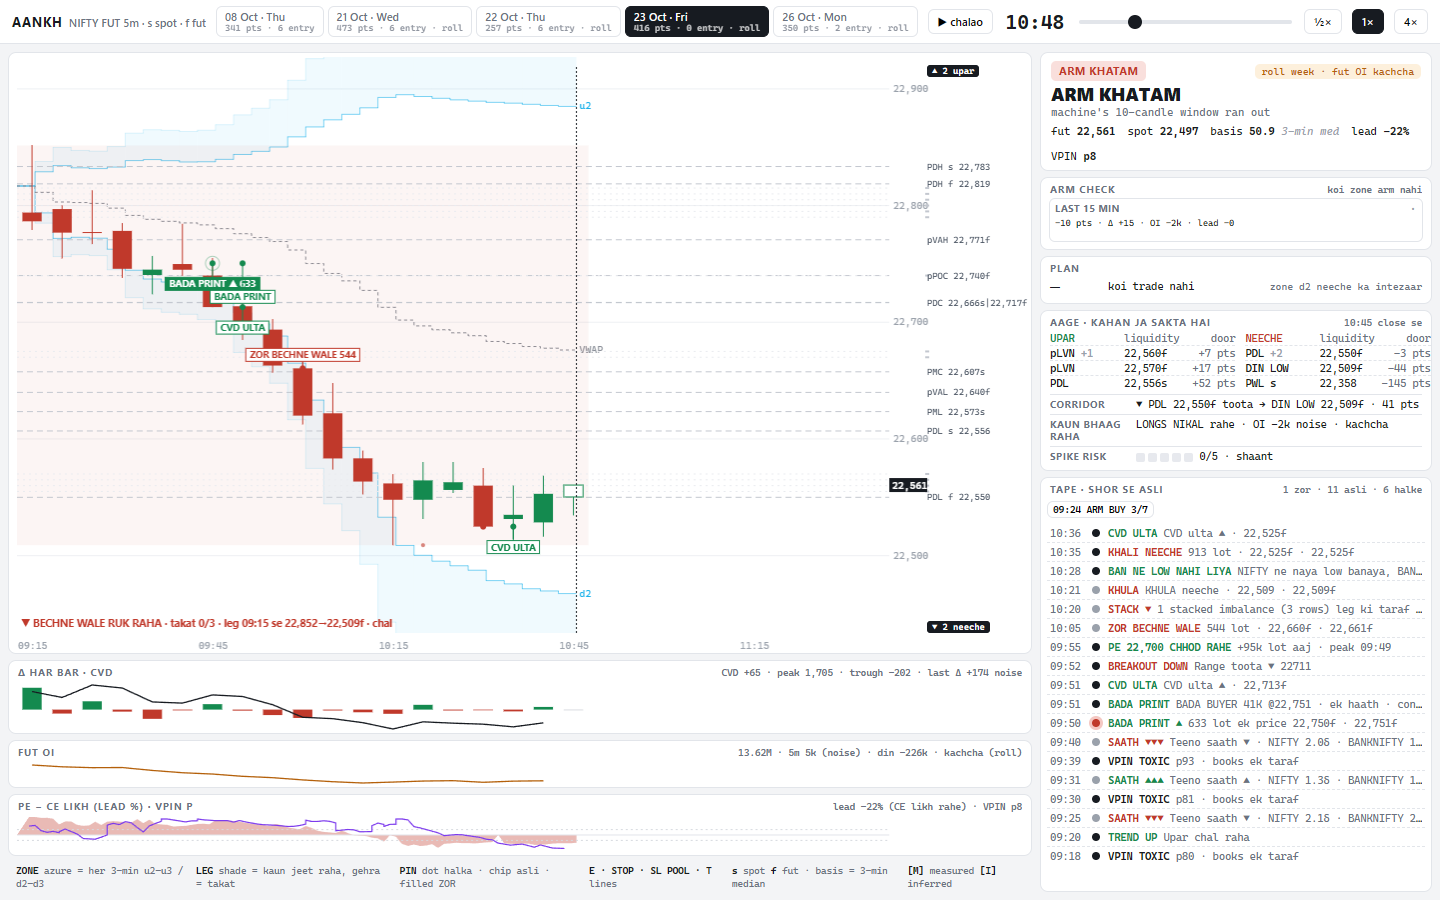 AANKH NIFTY FUT 5m · s spot · f fut
08 Oct · Thu
341 pts · 6 entry
21 Oct · Wed
473 pts · 6 entry · roll
22 Oct · Thu
257 pts · 6 entry · roll
23 Oct · Fri
416 pts · 0 entry · roll
26 Oct · Mon
350 pts · 2 entry · roll
▶ chalao
10:48
½×
1×
4×
▲ 2 upar
22,900
u2
PDH s 22,783
PDH f 22,819
22,800
pVAH 22,771f
pPOC 22,740f
BADA PRINT ▲ 633
BADA PRINT
PDC 22,666s|22,717f
CVD ULTA
22,700
VWAP
ZOR BECHNE WALE 544
PMC 22,607s
pVAL 22,640f
PML 22,573s
PDL s 22,556
22,600
22,561
PDL f 22,550
CVD ULTA
22,500
d2
▼ BECHNE WALE RUK RAHA · takat 0/3 · leg 09:15 se 22,852→22,509f · chal
▼ 2 neeche
09:15
09:45
10:15
10:45
11:15
Δ HAR BAR · CVD
CVD +65 · peak 1,705 · trough −202 · last Δ +174 noise
FUT OI
13.62M · 5m 5k (noise) · din −226k · kachcha (roll)
PE − CE LIKH (LEAD %) · VPIN P
lead −22% (CE likh rahe) · VPIN p8
ZONE azure = her 3-min u2–u3 / d2–d3
LEG shade = kaun jeet raha, gehra = takat
PIN dot halka · chip asli · filled ZOR
E · STOP · SL POOL · T lines
s spot f fut · basis = 3-min median
[M] measured [I] inferred
ARM KHATAM
roll week · fut OI kachcha
ARM KHATAM
machine's 10-candle window ran out
fut 22,561 spot 22,497 basis 50.9 3-min med lead −22%
VPIN p8
ARM CHECK
koi zone arm nahi
LAST 15 MIN
−10 pts · Δ +15 · OI −2k · lead −0
PLAN
— koi trade nahi
zone d2 neeche ka intezaar
AAGE · KAHAN JA SAKTA HAI
10:45 close se
UPAR liquidity door NEECHE liquidity door
pLVN +1 22,560f +7 pts PDL +2 22,550f −3 pts
pLVN 22,570f +17 pts DIN LOW 22,509f −44 pts
PDL 22,556s +52 pts PWL s 22,358 −145 pts
CORRIDOR ▼ PDL 22,550f toota → DIN LOW 22,509f · 41 pts
KAUN BHAAG RAHA LONGS NIKAL rahe · OI −2k noise · kachcha
SPIKE RISK 0/5 · shaant
TAPE · SHOR SE ASLI
1 zor · 11 asli · 6 halke
09:24 ARM BUY 3/7
10:36 CVD ULTA CVD ulta ▲ · 22,525f
10:35 KHALI NEECHE 913 lot · 22,525f · 22,525f
10:28 BAN NE LOW NAHI LIYA NIFTY ne naya low banaya, BAN…
10:21 KHULA KHULA neeche · 22,509 · 22,509f
10:20 STACK ▼ 1 stacked imbalance (3 rows) leg ki taraf …
10:05 ZOR BECHNE WALE 544 lot · 22,660f · 22,661f
09:55 PE 22,700 CHHOD RAHE +95k lot aaj · peak 09:49
09:52 BREAKOUT DOWN Range toota ▼ 22711
09:51 CVD ULTA CVD ulta ▲ · 22,713f
09:51 BADA PRINT BADA BUYER 41K @22,751 · ek haath · con…
09:50 BADA PRINT ▲ 633 lot ek price 22,750f · 22,751f
09:40 SAATH ▼▼▼ Teeno saath ▼ · NIFTY 2.0δ · BANKNIFTY 1…
09:39 VPIN TOXIC p93 · books ek taraf
09:31 SAATH ▲▲▲ Teeno saath ▲ · NIFTY 1.3δ · BANKNIFTY 1…
09:30 VPIN TOXIC p81 · books ek taraf
09:25 SAATH ▼▼▼ Teeno saath ▼ · NIFTY 2.1δ · BANKNIFTY 2…
09:20 TREND UP Upar chal raha
09:18 VPIN TOXIC p80 · books ek taraf